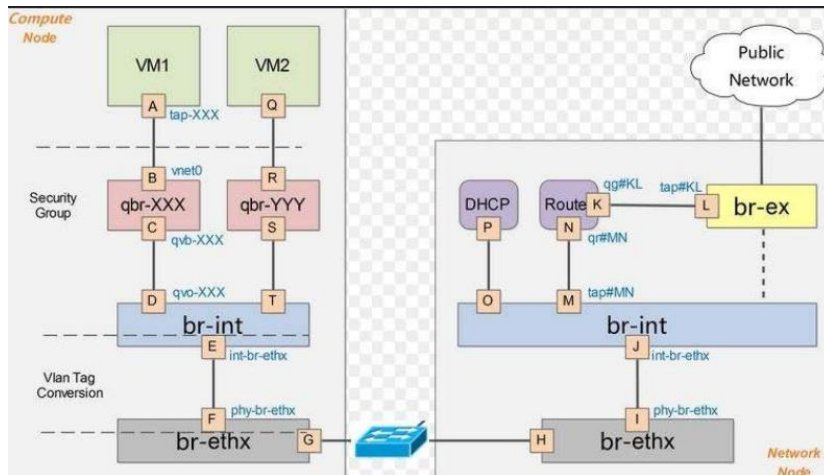 Compute
Node
VM1
VM2
A
Q
tap-XXX
Security
Group
B
vnet0
R
qbr-XXX
qbr-YYY
C
qvb-XXX
S
D
qvo-XXX
T
br-int
E
int-br-ethx
Vlan Tag
Conversion
F
phy-br-ethx
br-ethx
G
Public
Network
qg#KL
tap#KL
DHCP
Route
K
L
br-ex
P
N
qr#MN
O
M
tap#MN
br-int
J
int-br-ethx
I
phy-br-ethx
H
br-ethx
Network
Node